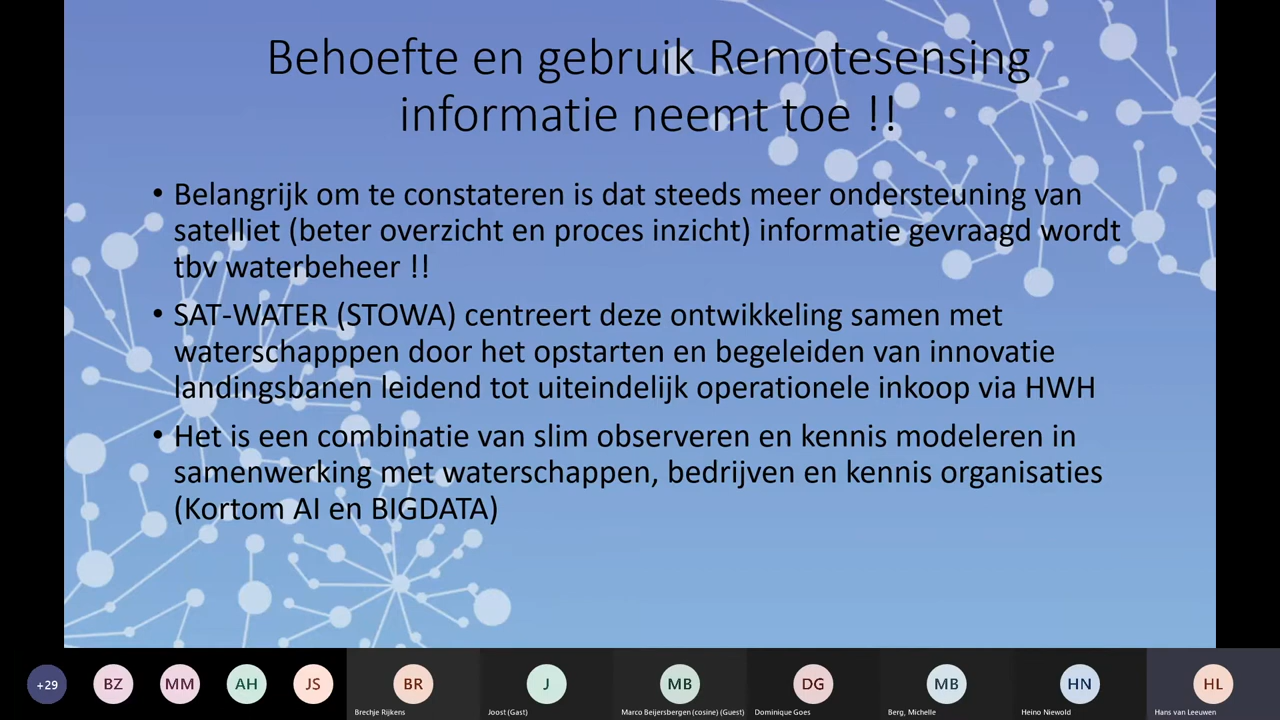 Behoefte en gebruik Remotesensing
informatie neemt toe !!
• Belangrijk om te constateren is dat steeds meer ondersteuning van
satelliet (beter overzicht en proces inzicht) informatie gevraagd wordt
tbv waterbeheer !!
• SAT-WATER (STOWA) centreert deze ontwikkeling samen met
waterschapppen door het opstarten en begeleiden van innovatie
landingsbanen leidend tot uiteindelijk operationele inkoop via HWH
• Het is een combinatie van slim observeren en kennis modeleren in
samenwerking met waterschappen, bedrijven en kennis organisaties
(Kortom AI en BIGDATA)
+29 BZ MM AH JS BR J MB DG MB HN HL
Brechje Rijkens Joost (Gast) Marco Beijersbergen (cosine) (Guest) Dominique Goes Berg, Michelle Heino Niewold Hans van Leeuwen